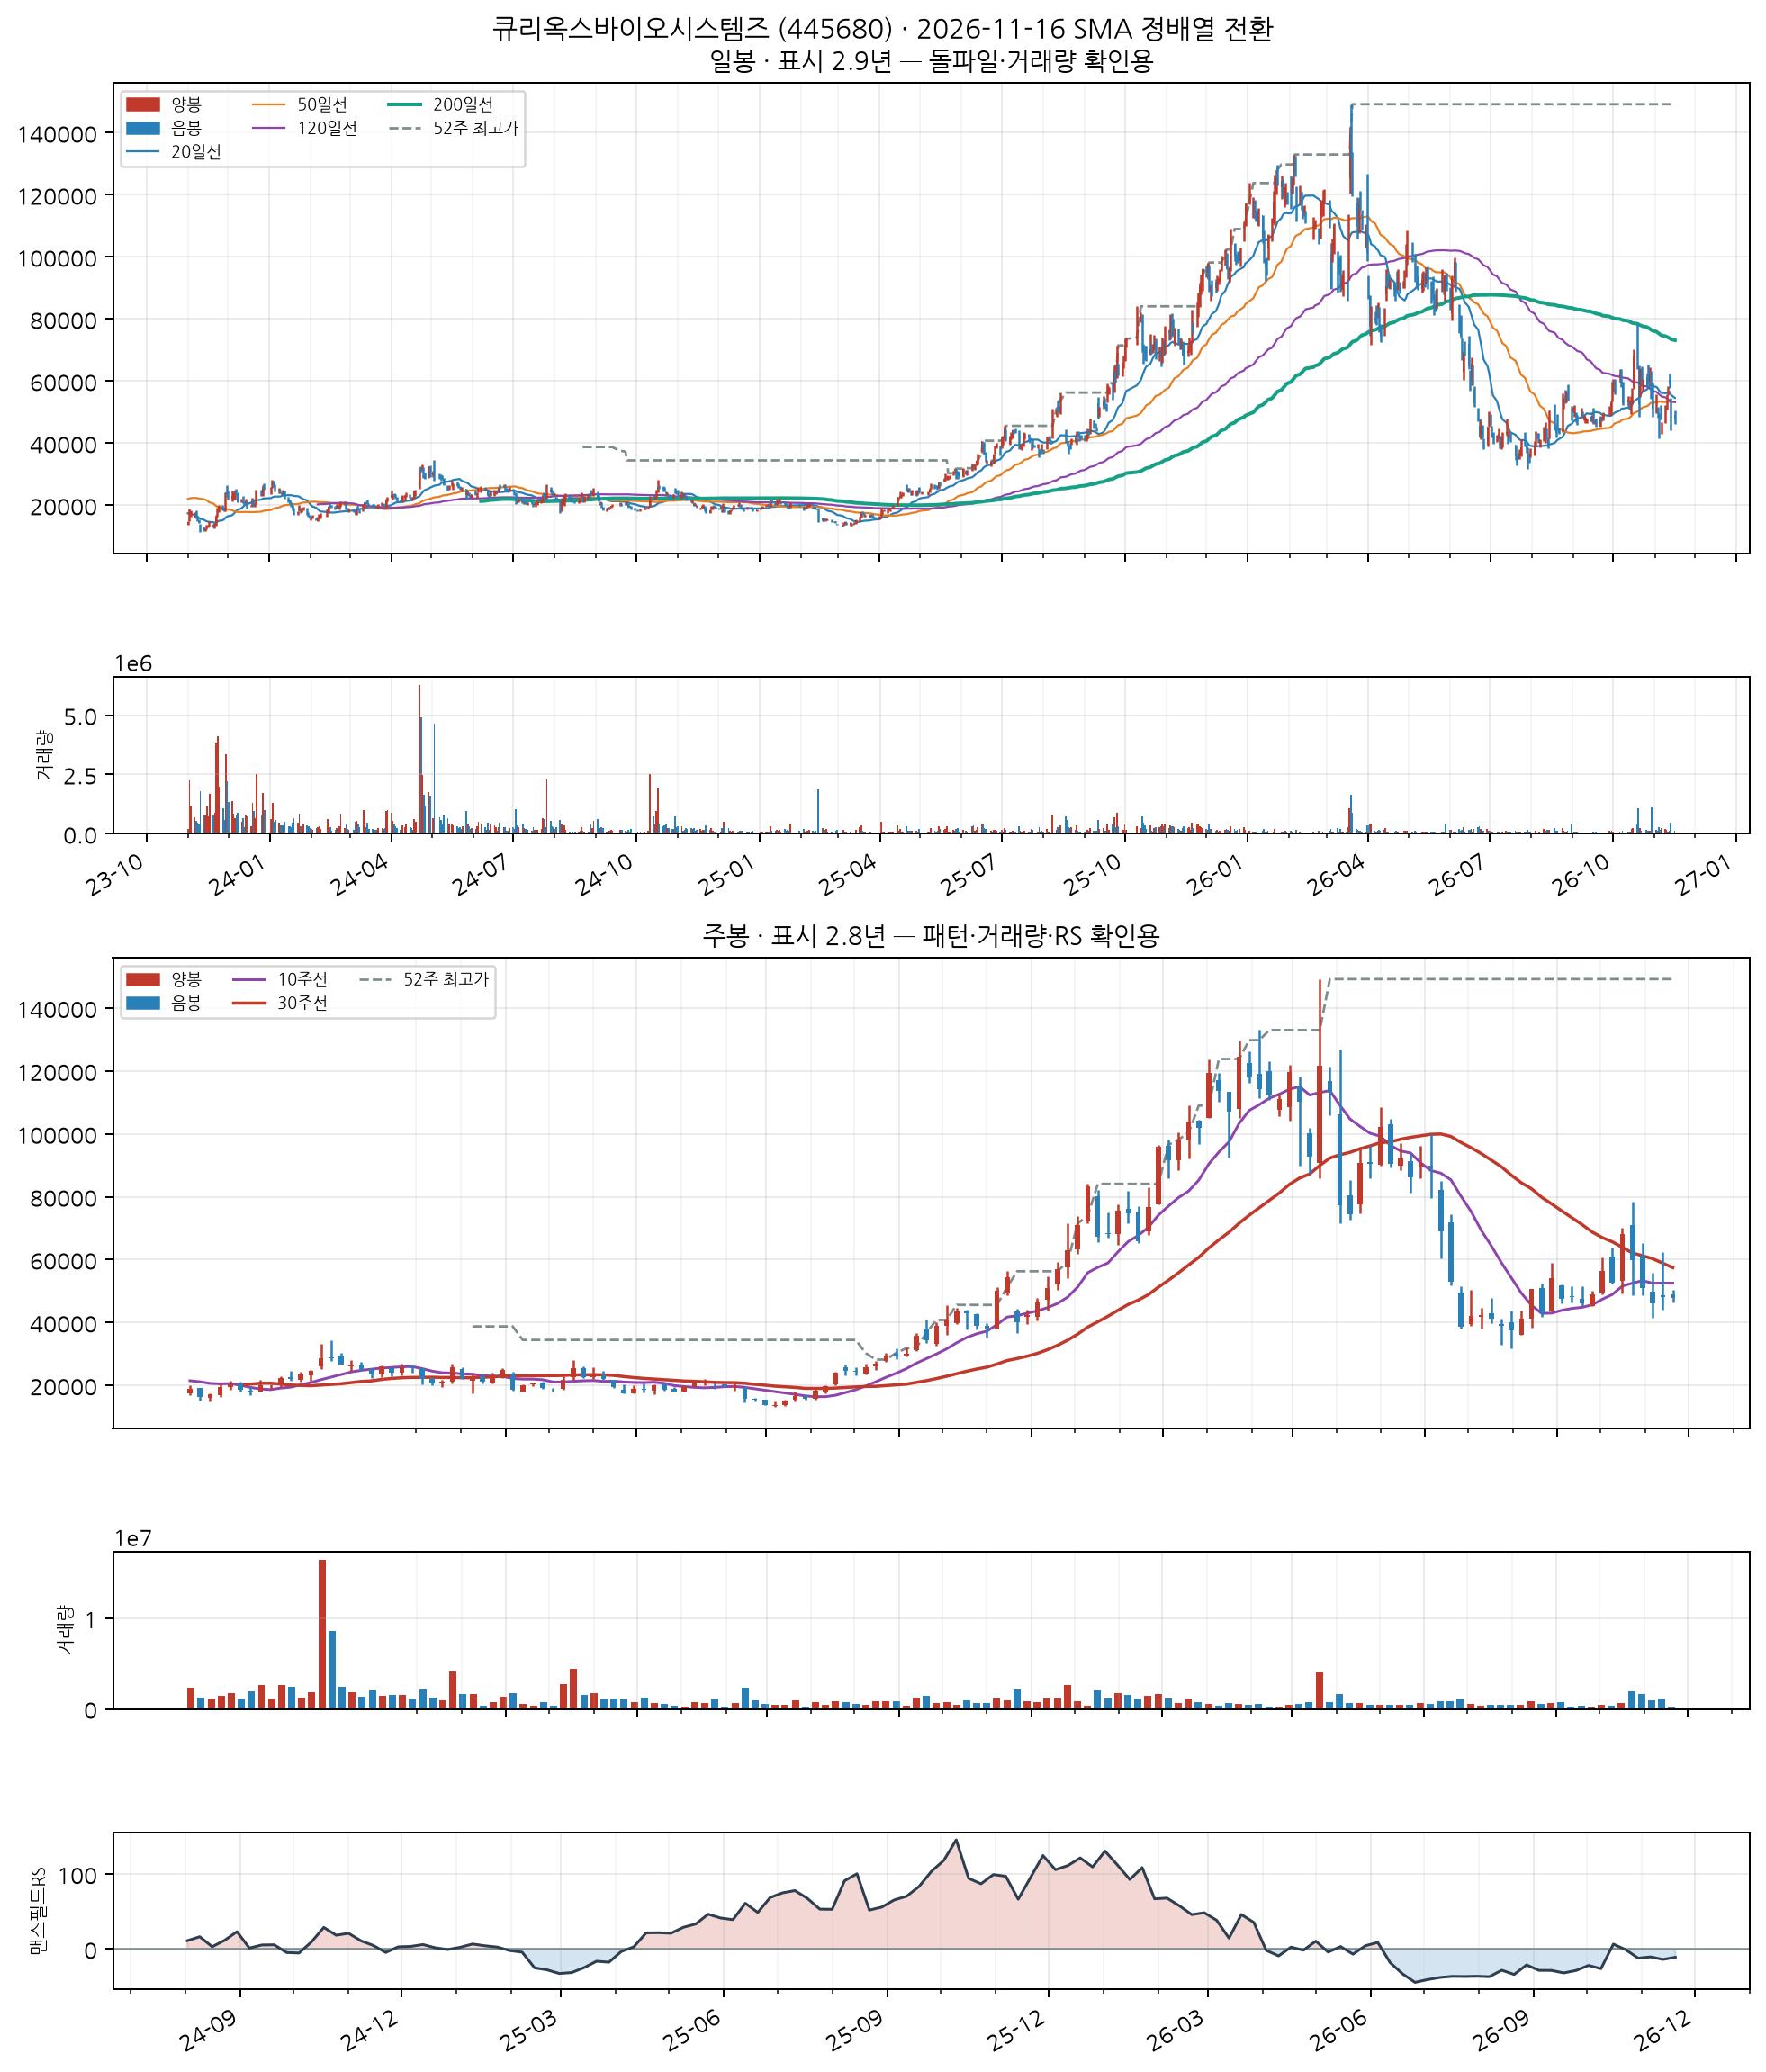 큐리옥스바이오시스템즈 (445680) · 2026-11-16 SMA 정배열 전환
일봉 · 표시 2.9년 — 돌파일·거래량 확인용
양봉
음봉
20일선
50일선
120일선
200일선
52주 최고가
140000
120000
100000
80000
60000
40000
20000
1e6
거래량
5.0
2.5
0.0
23-10
24-01
24-04
24-07
24-10
25-01
25-04
25-07
25-10
26-01
26-04
26-07
26-10
27-01
주봉 · 표시 2.8년 — 패턴·거래량·RS 확인용
양봉
음봉
10주선
30주선
52주 최고가
140000
120000
100000
80000
60000
40000
20000
1e7
거래량
1
0
맨스필드RS
100
0
24-09
24-12
25-03
25-06
25-09
25-12
26-03
26-06
26-09
26-12